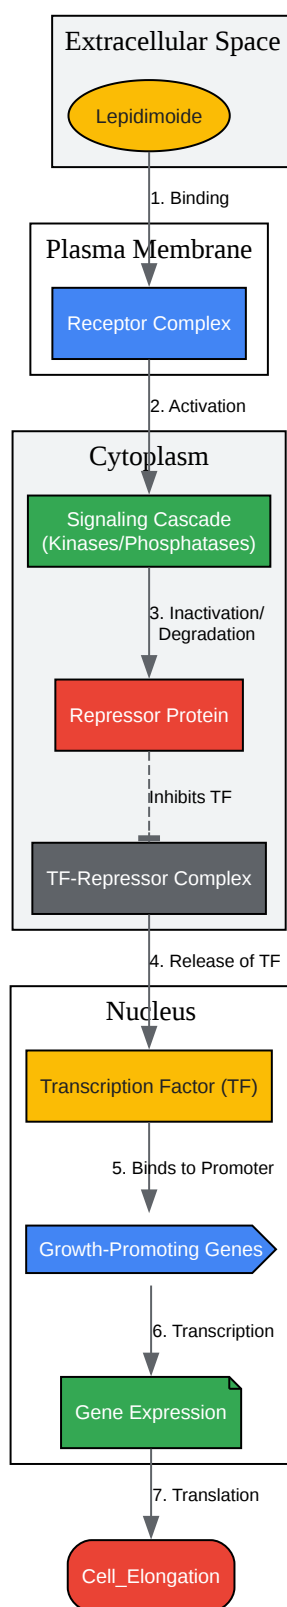 Extracellular Space
Lepidimoide
1. Binding
Plasma Membrane
Receptor Complex
2. Activation
Cytoplasm
Signaling Cascade
(Kinases/Phosphatases)
3. Inactivation/
Degradation
Repressor Protein
Inhibits TF
TF-Repressor Complex
4. Release of TF
Nucleus
Transcription Factor (TF)
5. Binds to Promoter
Growth-Promoting Genes
6. Transcription
Gene Expression
7. Translation
Cell_Elongation